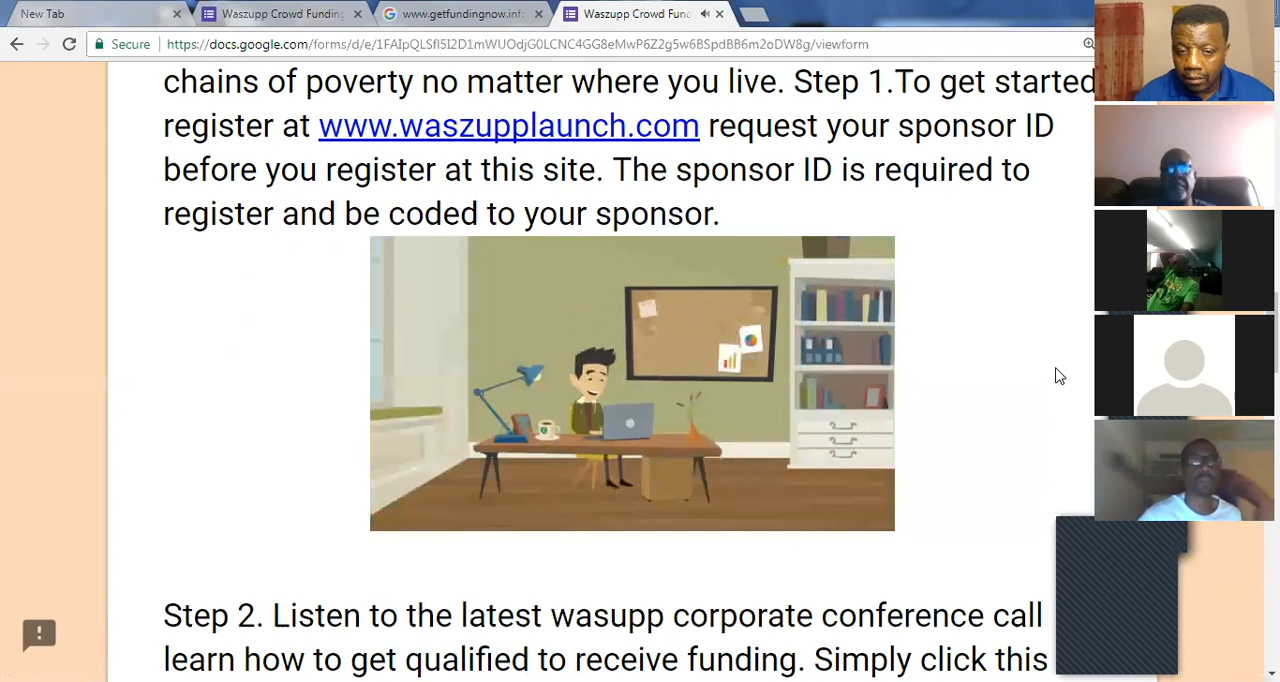 New Tab
Waszupp Crowd Funding
www.getfundingnow.inf
Waszupp Crowd Fund
Secure
https://docs.google.com/forms/d/e/1FAIpQLSfI5I2D1mWUOdjG0LCNC4GG8eMwP6Z2g5w6BSpdBB6m2oDW8g/viewform
chains of poverty no matter where you live. Step 1.To get started
register at www.waszupplaunch.com request your sponsor ID
before you register at this site. The sponsor ID is required to
register and be coded to your sponsor.
Step 2. Listen to the latest wasupp corporate conference call
learn how to get qualified to receive funding. Simply click this